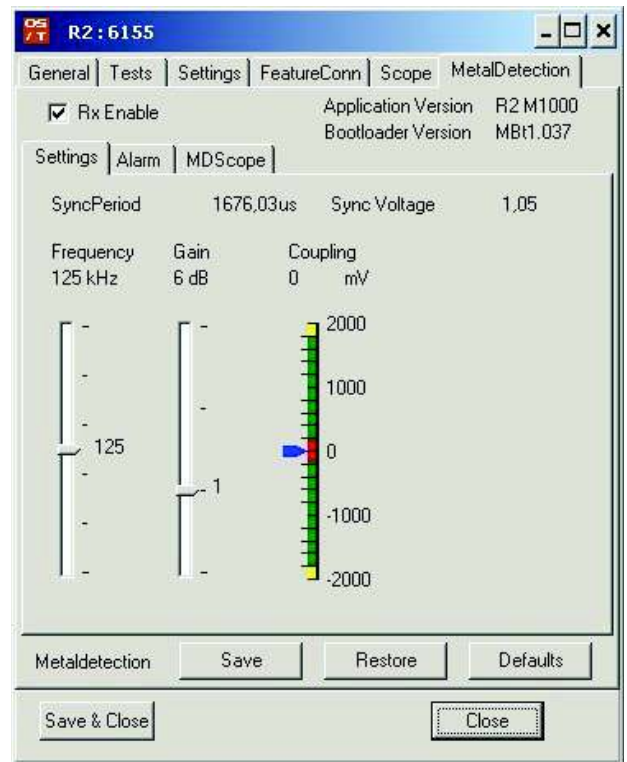 OS
/T
R2:6155
General Tests Settings FeatureConn Scope MetalDetection
Rx Enable
Application Version R2 M1000
Bootloader Version MBt1.037
Settings Alarm MDScope
SyncPeriod 1676,03us Sync Voltage 1,05
Frequency Gain Coupling
125 kHz 6 dB 0 mV
2000
1000
125 0
1
-1000
-2000
Metaldetection Save Restore Defaults
Save & Close Close